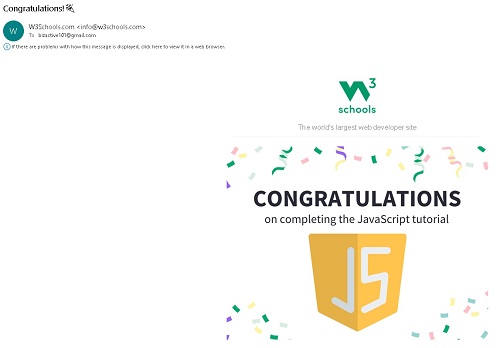 Congratulations!
W
W3Schools.com <info@w3schools.com>
To bizactive101@gmail.com
If there are problems with how this message is displayed, click here to view it in a web browser.
W3
schools
The world's largest web developer site
CONGRATULATIONS
on completing the JavaScript tutorial
JS